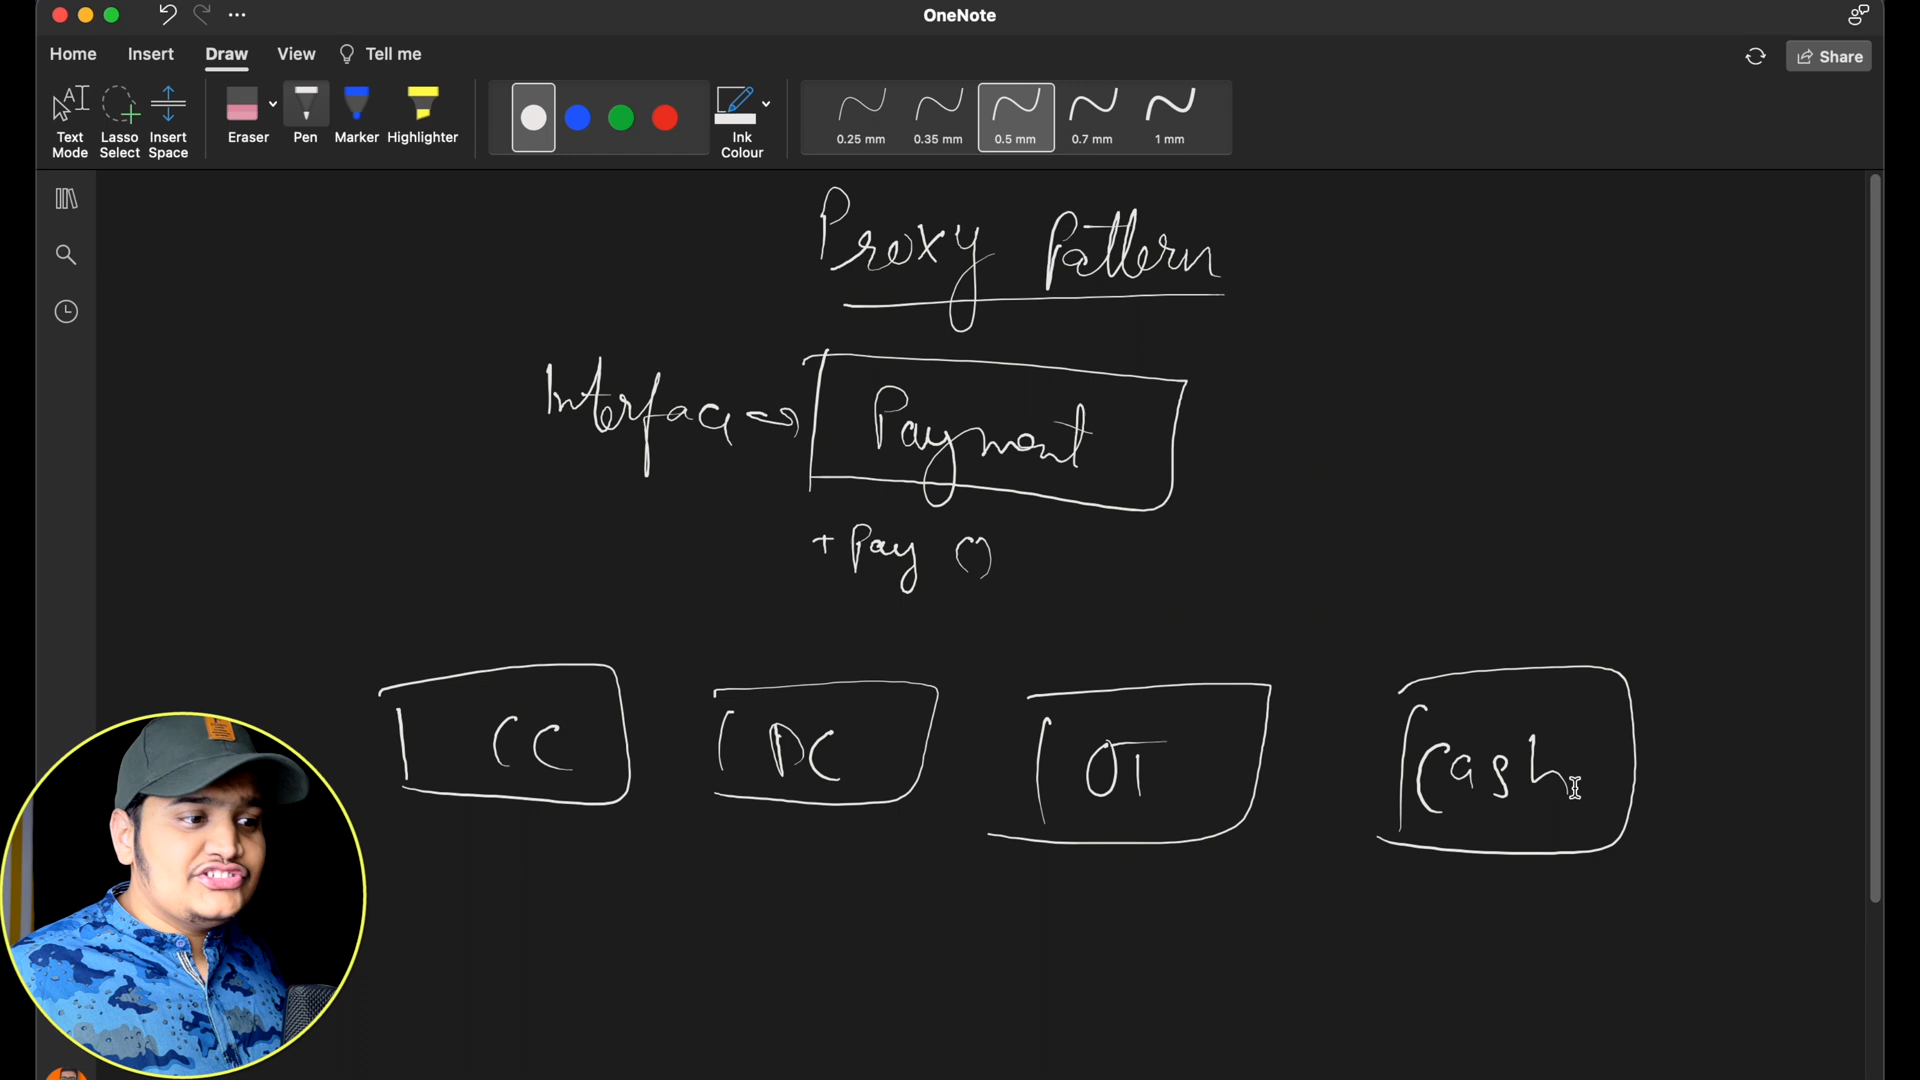 OneNote
Home Insert Draw View Tell me
Share
Text Mode
Lasso Select
Insert Space
Eraser
Pen
Marker
Highlighter
Ink Colour
0.25 mm
0.35 mm
0.5 mm
0.7 mm
1 mm
Proxy Pattern
Interface Payment
+ Pay ()
CC DC OT Cash